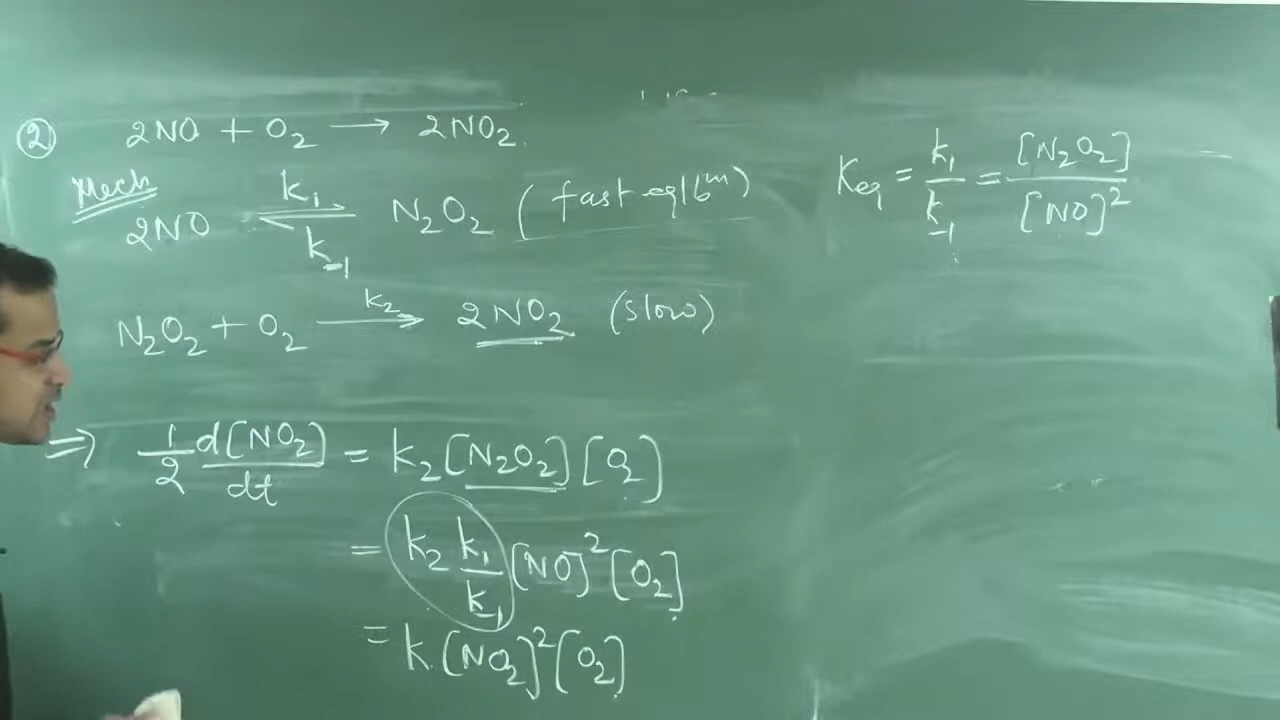 ② 2NO + O₂ ⟶ 2NO₂.
Mech
2NO ⇌ N₂O₂ (fast eqlbᵐ)
k₁
k₋₁
N₂O₂ + O₂ ⟶ 2NO₂ (slow)
k₂
⇒ 1/2 d[NO₂]/dt = k₂[N₂O₂][O₂]
= k₂ k₁/k₋₁ [NO]²[O₂]
= k[NO₂]²[O₂]
Keq = k₁/k₋₁ = [N₂O₂]/[NO]²